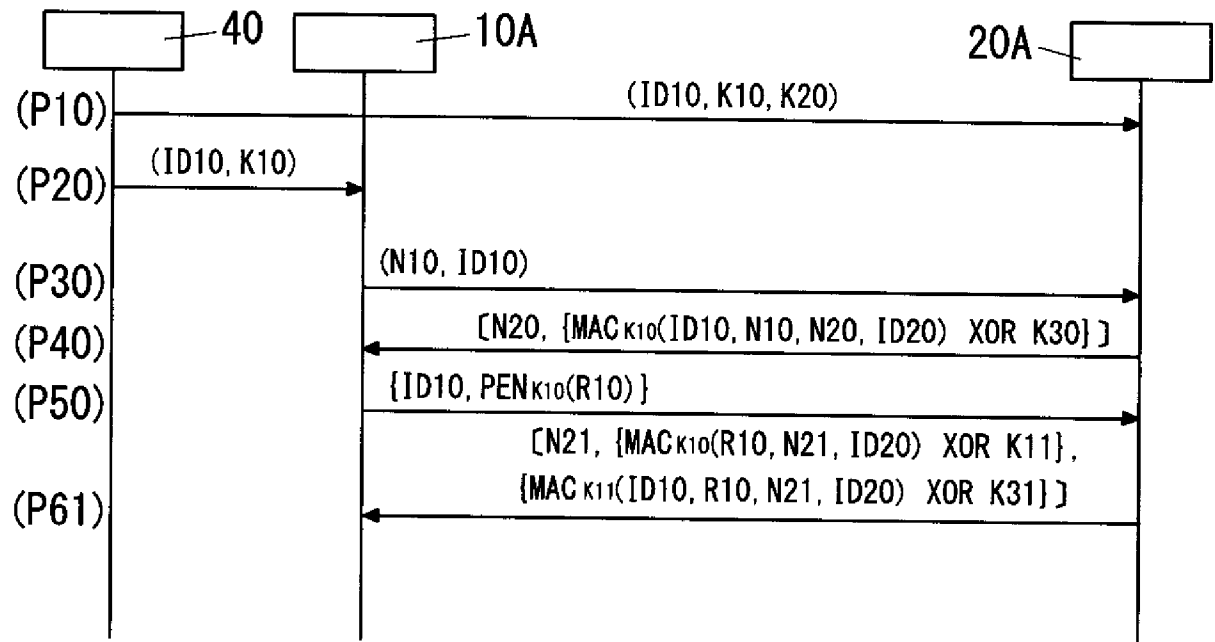 40
10A
20A
(P10)
(ID10, K10, K20)
(P20)
(ID10, K10)
(P30)
(N10, ID10)
(P40)
[N20, {MACK10(ID10, N10, N20, ID20) XOR K30}]
(P50)
{ID10, PENK10(R10)}
[N21, {MACK10(R10, N21, ID20) XOR K11},
{MACK11(ID10, R10, N21, ID20) XOR K31}]
(P61)